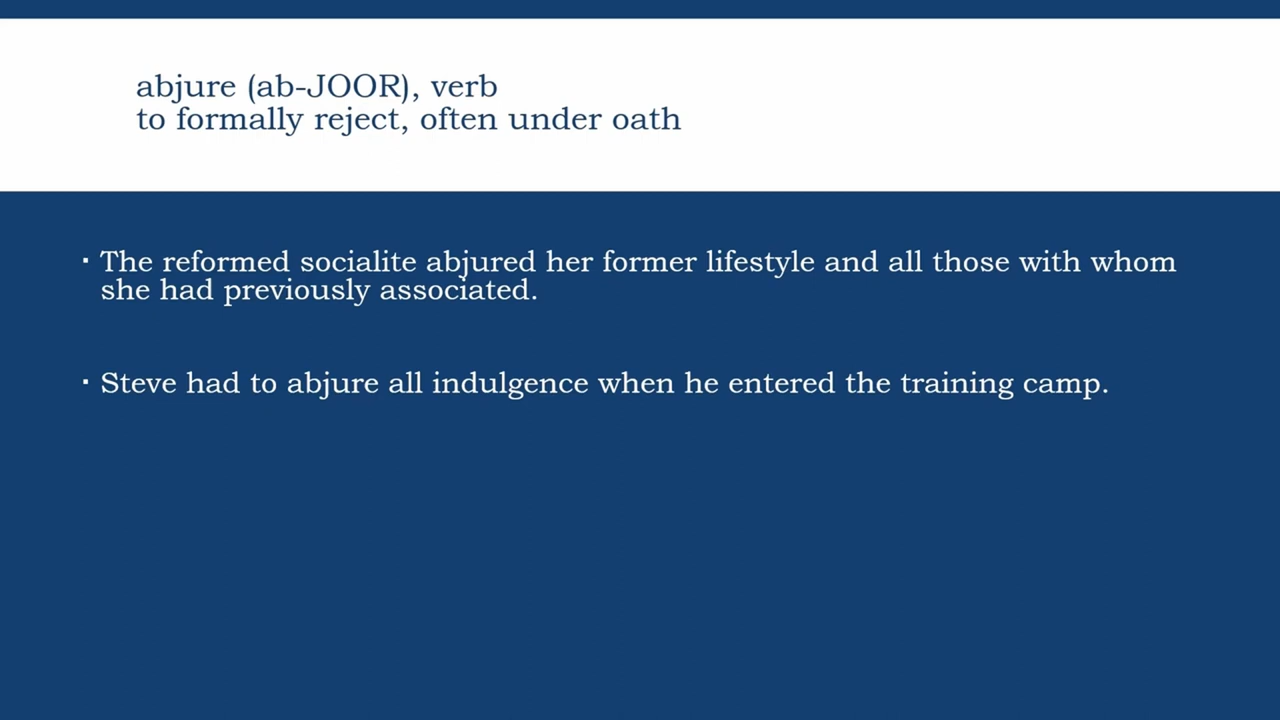 abjure (ab-JOOR), verb
to formally reject, often under oath
▪ The reformed socialite abjured her former lifestyle and all those with whom
she had previously associated.
▪ Steve had to abjure all indulgence when he entered the training camp.